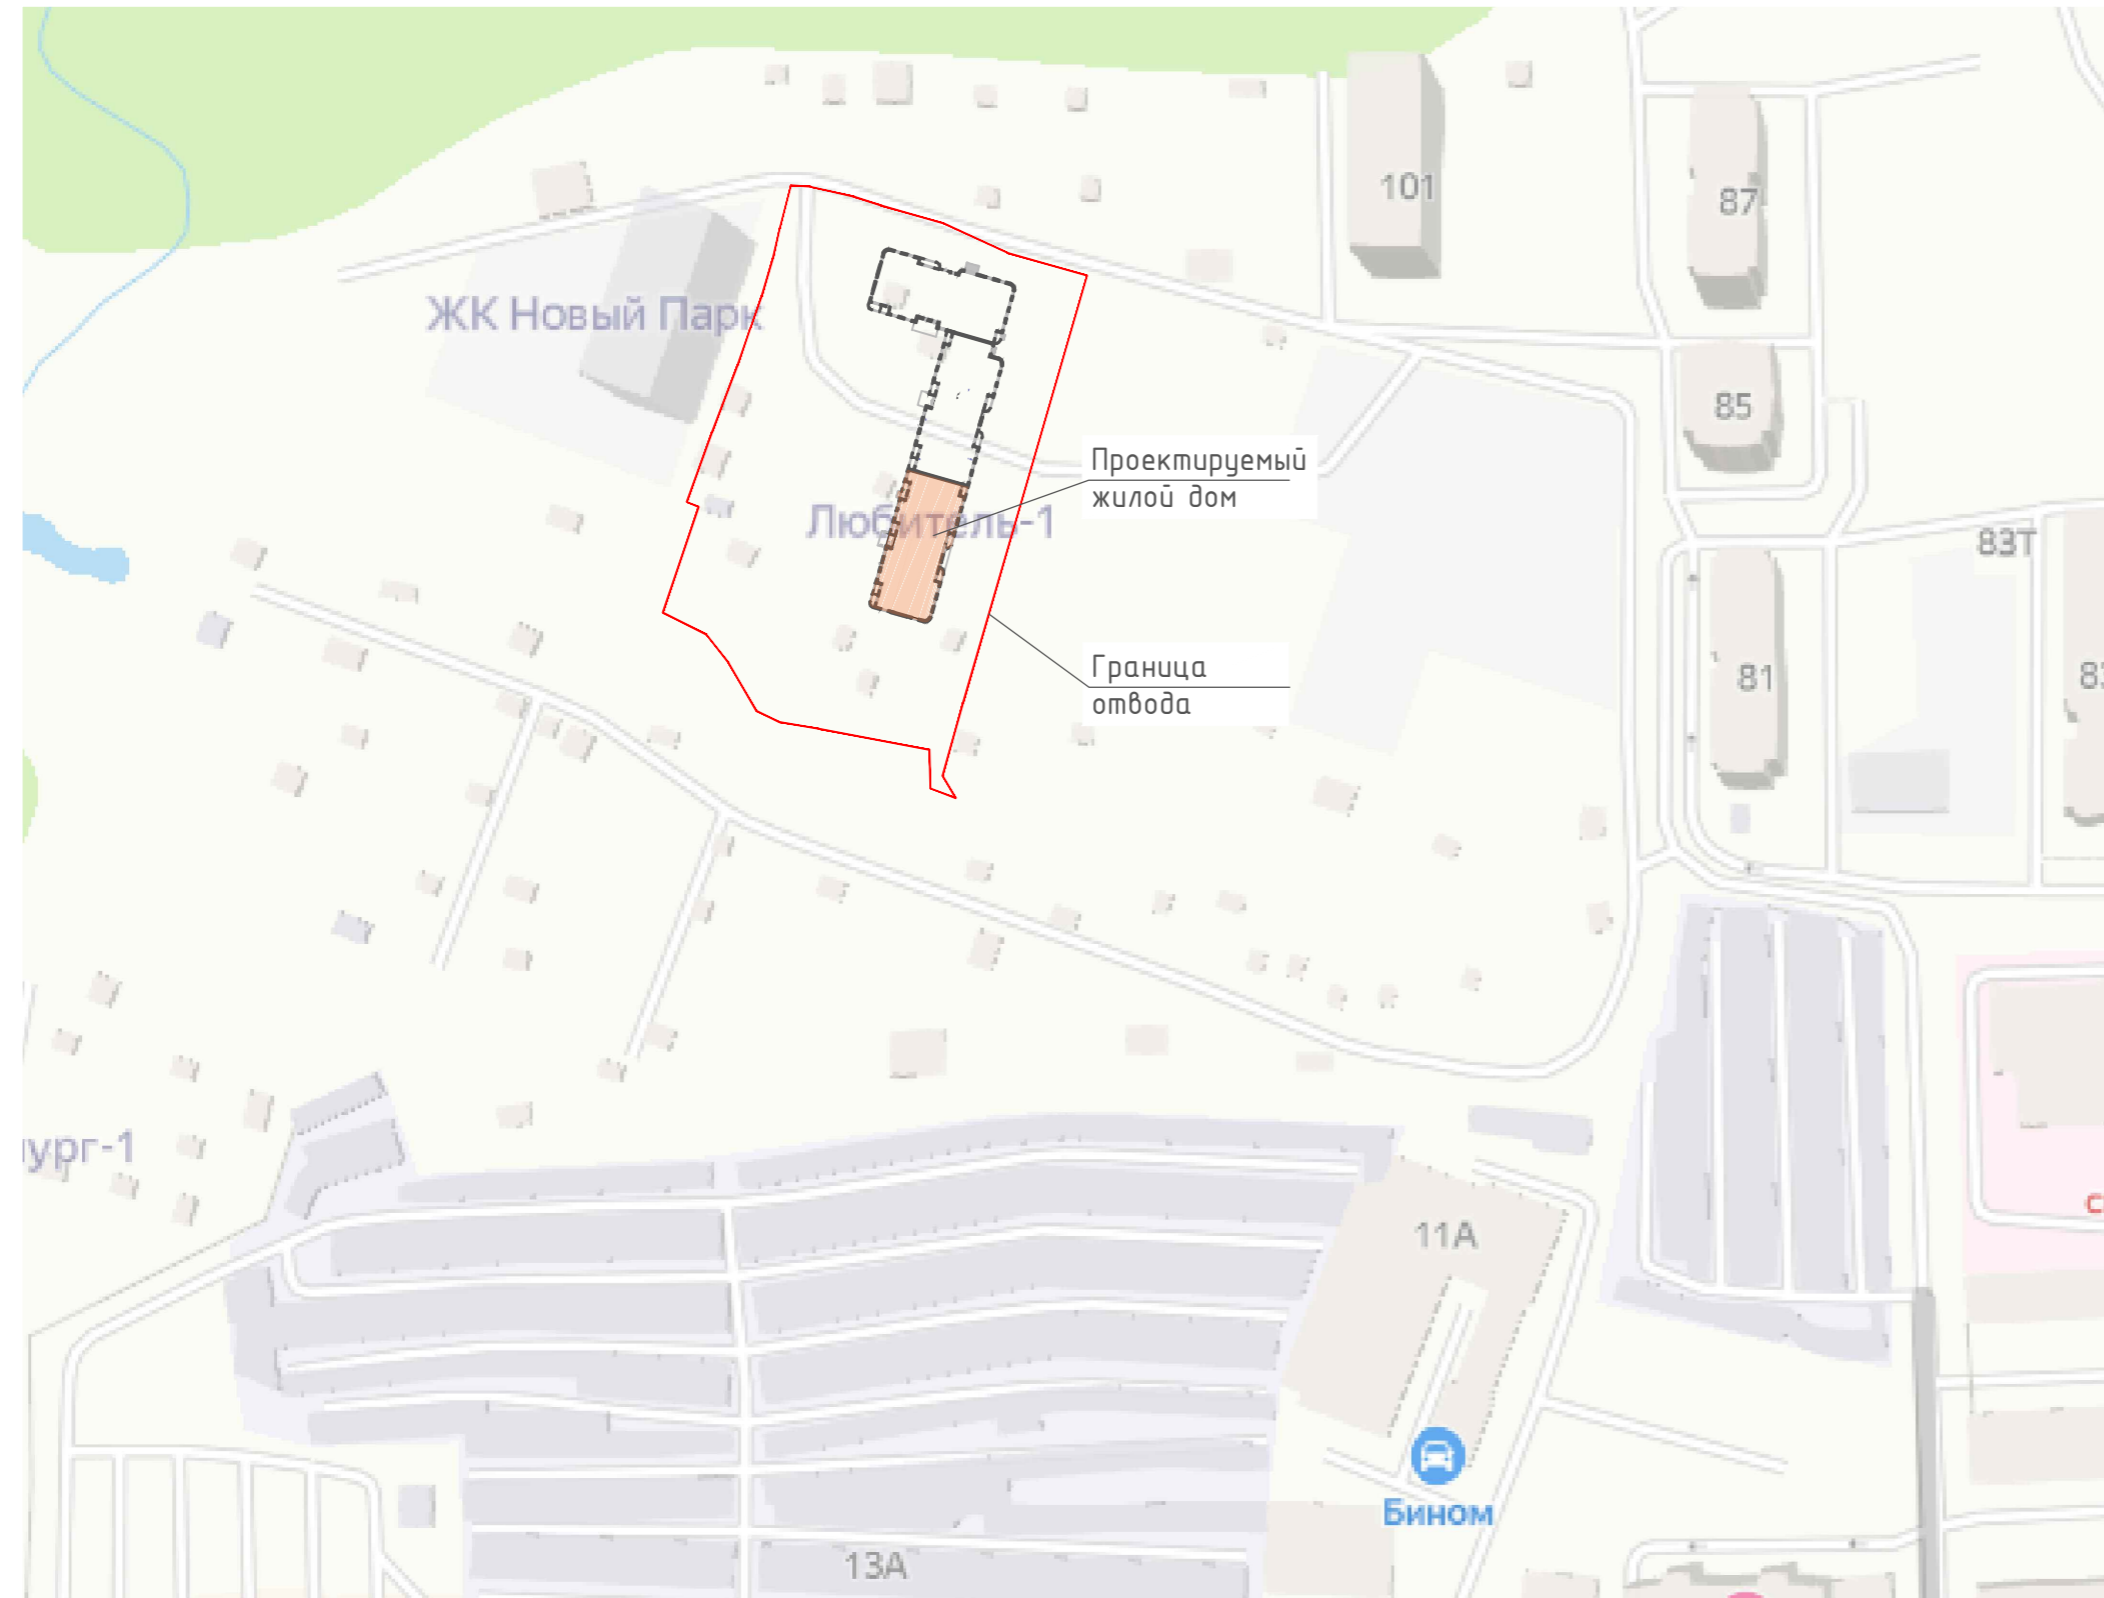 101
87
ЖК Новый Парк
85
Проектируемый
жилой дом
Любитель-1
83Т
Граница
отвода
81
11А
Бином
13А